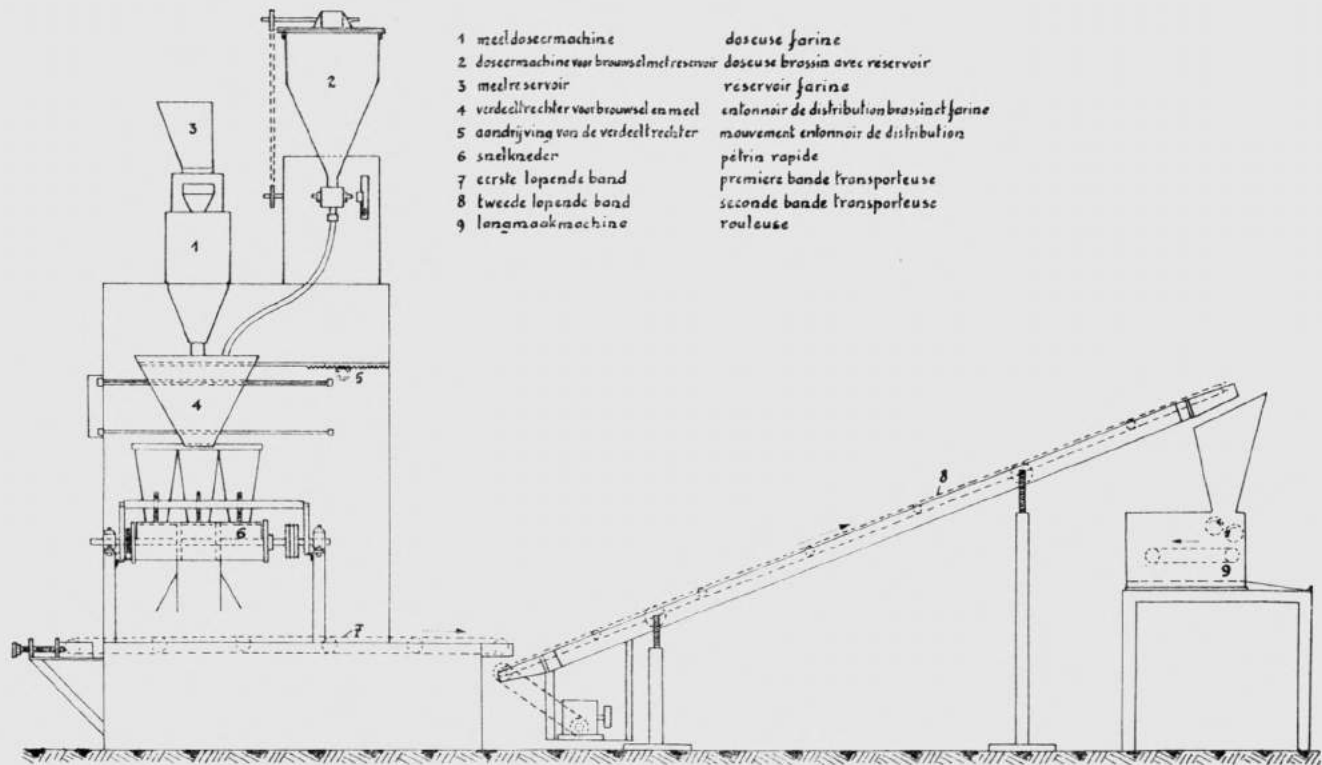 1 meeldoseermachine doseuse farine
2 doseermachine voor brouwsel met reservoir doseuse brassin avec réservoir
3 meelreservoir reservoir farine
4 verdeeltrechter voor brouwsel en meel entonnoir de distribution brassin et farine
5 aandrijving van de verdeeltrechter mouvement entonnoir de distribution
6 snelkneder pétrin rapide
7 eerste lopende band premiere bande transporteuse
8 tweede lopende band seconde bande transporteuse
9 langmaakmachine rouleuse
2
3
1
5
4
6
7
8
9